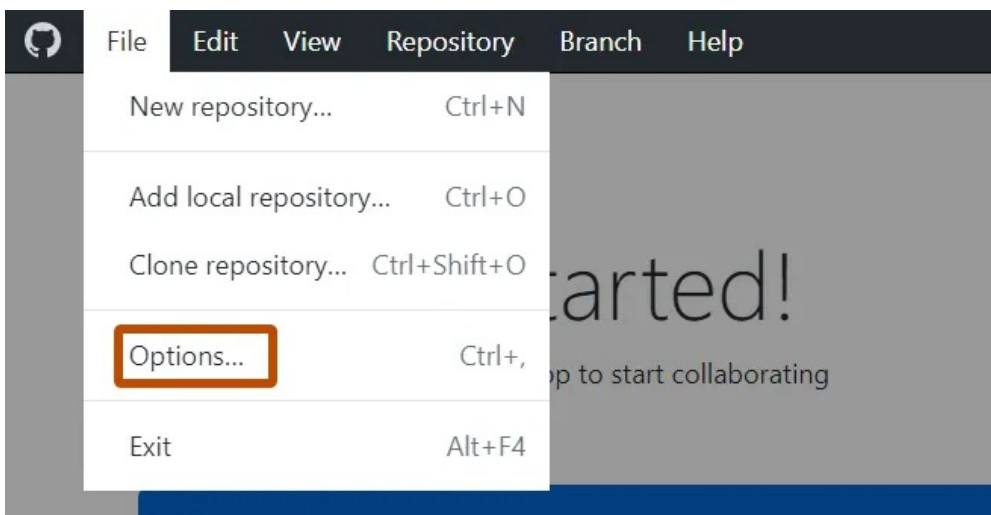 File Edit View Repository Branch Help
New repository... Ctrl+N
Add local repository... Ctrl+O
Clone repository... Ctrl+Shift+O
Options... Ctrl+,
to start collaborating
Exit Alt+F4